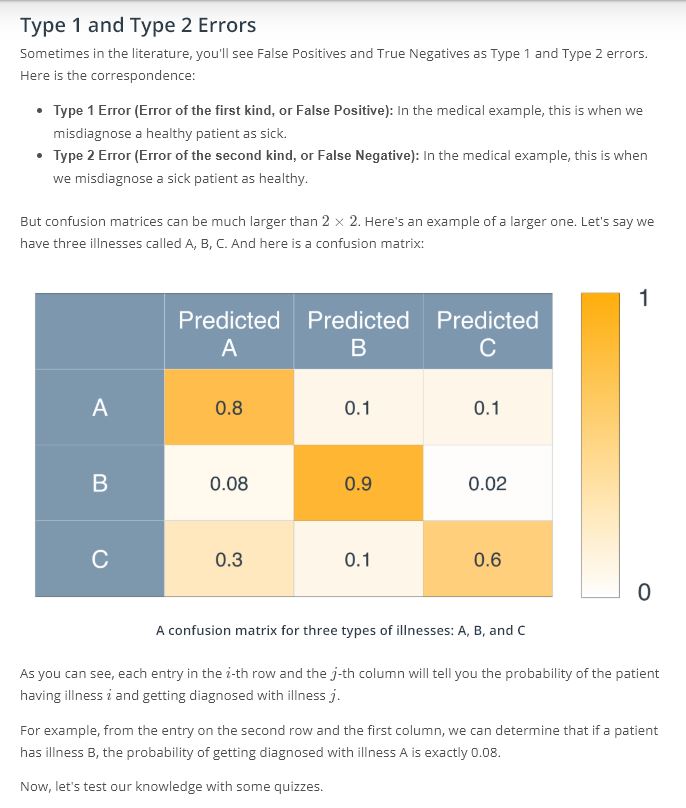 Type 1 and Type 2 Errors
Sometimes in the literature, you'll see False Positives and True Negatives as Type 1 and Type 2 errors.
Here is the correspondence:
• Type 1 Error (Error of the first kind, or False Positive): In the medical example, this is when we
misdiagnose a healthy patient as sick.
• Type 2 Error (Error of the second kind, or False Negative): In the medical example, this is when
we misdiagnose a sick patient as healthy.
But confusion matrices can be much larger than 2 × 2. Here's an example of a larger one. Let's say we
have three illnesses called A, B, C. And here is a confusion matrix:
Predicted A Predicted B Predicted C
A 0.8 0.1 0.1
B 0.08 0.9 0.02
C 0.3 0.1 0.6
1
0
A confusion matrix for three types of illnesses: A, B, and C
As you can see, each entry in the i-th row and the j-th column will tell you the probability of the patient
having illness i and getting diagnosed with illness j.
For example, from the entry on the second row and the first column, we can determine that if a patient
has illness B, the probability of getting diagnosed with illness A is exactly 0.08.
Now, let's test our knowledge with some quizzes.